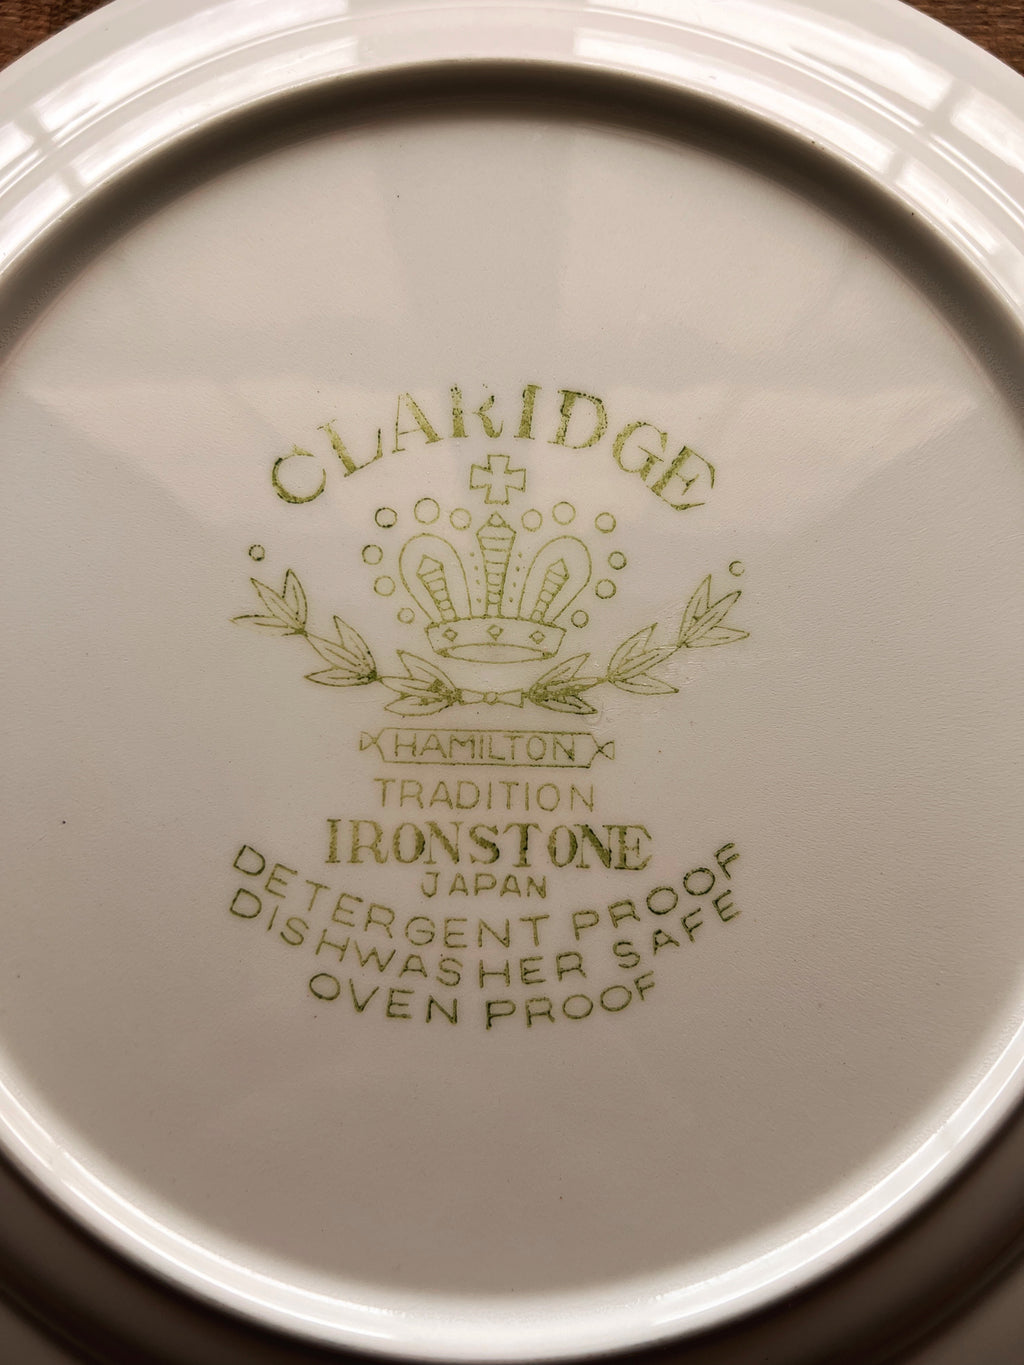 CLARIDGE
HAMILTON
TRADITION
IRONSTONE
JAPAN
DETERGENT PROOF
DISHWASHER SAFE
OVEN PROOF